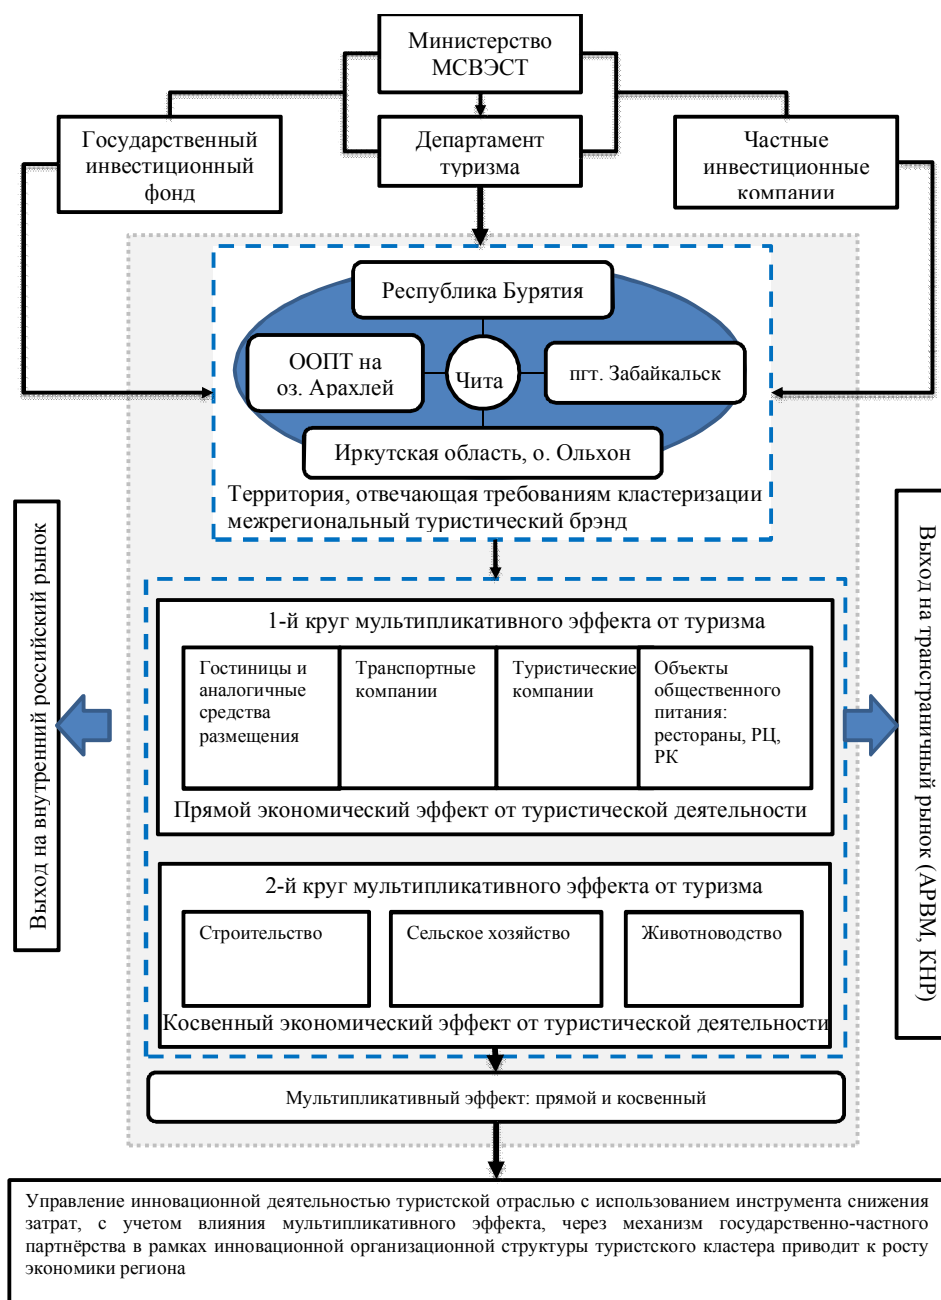 Министерство
МСВЭСТ
Государственный
инвестиционный
фонд
Департамент
туризма
Частные
инвестиционные
компании
Республика Бурятия
ООПТ на
оз. Арахлей
Чита
пгт. Забайкальск
Иркутская область, о. Ольхон
Территория, отвечающая требованиям кластеризации
межрегиональный туристический брэнд
Выход на внутренний российский рынок
Выход на трансграничный рынок (АРВМ, КНР)
1-й круг мультипликативного эффекта от туризма
Гостиницы и
аналогичные
средства
размещения
Транспортные
компании
Туристические
компании
Объекты
общественного
питания:
рестораны, РЦ,
РК
Прямой экономический эффект от туристической деятельности
2-й круг мультипликативного эффекта от туризма
Строительство
Сельское хозяйство
Животноводство
Косвенный экономический эффект от туристической деятельности
Мультипликативный эффект: прямой и косвенный
Управление инновационной деятельностью туристской отраслью с использованием инструмента снижения
затрат, с учетом влияния мультипликативного эффекта, через механизм государственно-частного
партнёрства в рамках инновационной организационной структуры туристского кластера приводит к росту
экономики региона